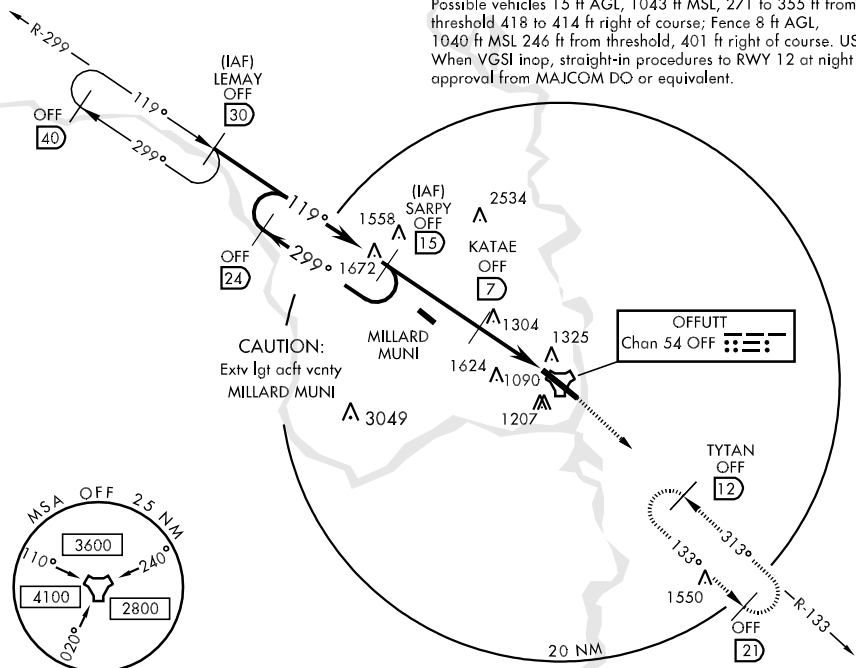 Possible vehicles 15 ft AGL, 1043 ft MSL, 271 to 355 ft from
threshold 418 to 414 ft right of course; Fence 8 ft AGL,
1040 ft MSL 246 ft from threshold, 401 ft right of course. US
When VGSI inop, straight-in procedures to RWY 12 at night
approval from MAJCOM DO or equivalent.
R-299
(IAF)
LEMAY
OFF
30
OFF
40
119°
299°
119°
299°
OFF
24
1558
1672
(IAF)
SARPY
OFF
15
2534
KATAE
OFF
7
1304
MILLARD
MUNI
1325
1624
1090
1207
OFFUTT
Chan 54 OFF
CAUTION:
Extv lgt acft vcnty
MILLARD MUNI
3049
TYTAN
OFF
12
313°
133°
1550
OFF
21
R-133
20 NM
MSA OFF 25 NM
3600
110°
240°
4100
2800
020°